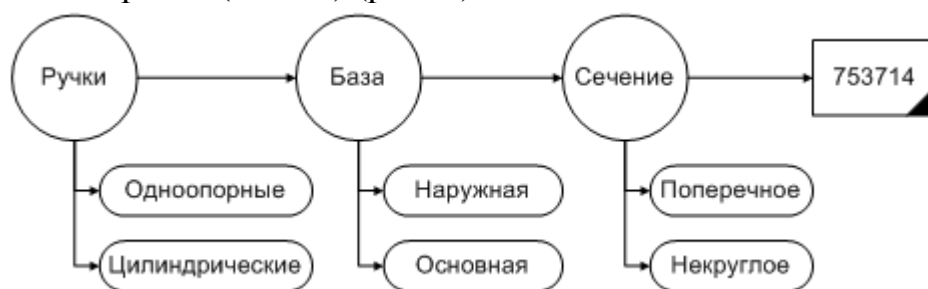 Ручки База Сечение 753714
Одноопорные Наружная Поперечное
Цилиндрические Основная Некруглое